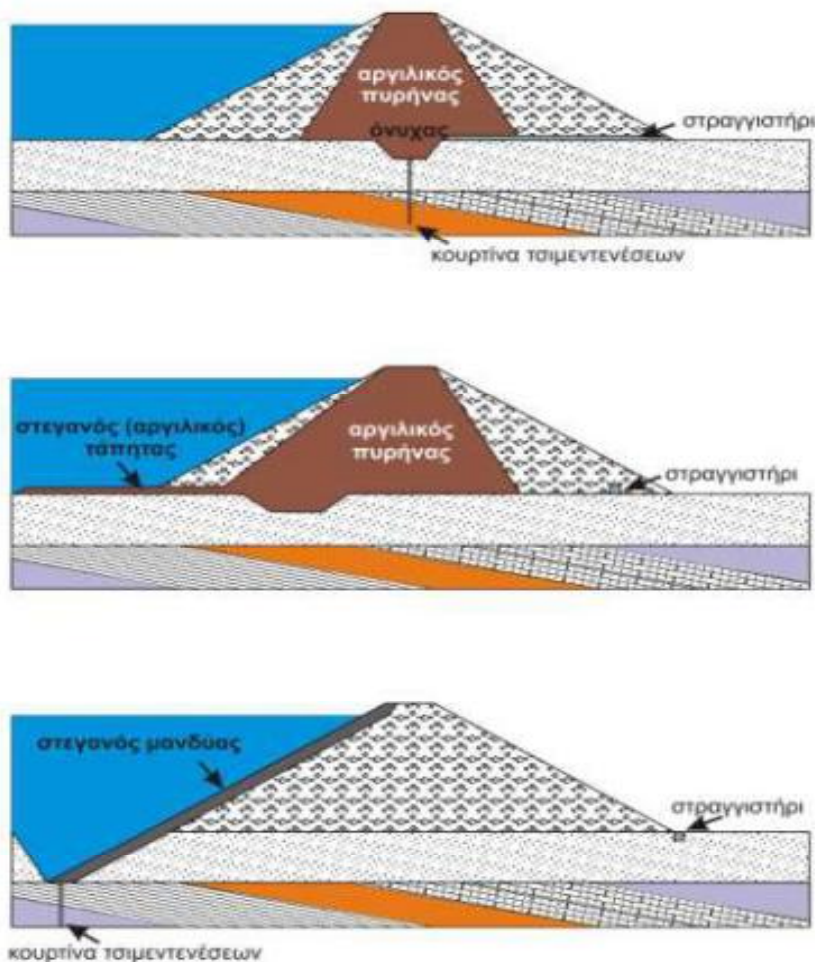 αργιλικός
πυρήνας
όνυχας
στραγγιστήρι
κουρτίνα τσιμεντενέσεων
στεγανός (αργιλικός)
τάπητας
αργιλικός
πυρήνας
στραγγιστήρι
στεγανός μανδύας
στραγγιστήρι
κουρτίνα τσιμεντενέσεων